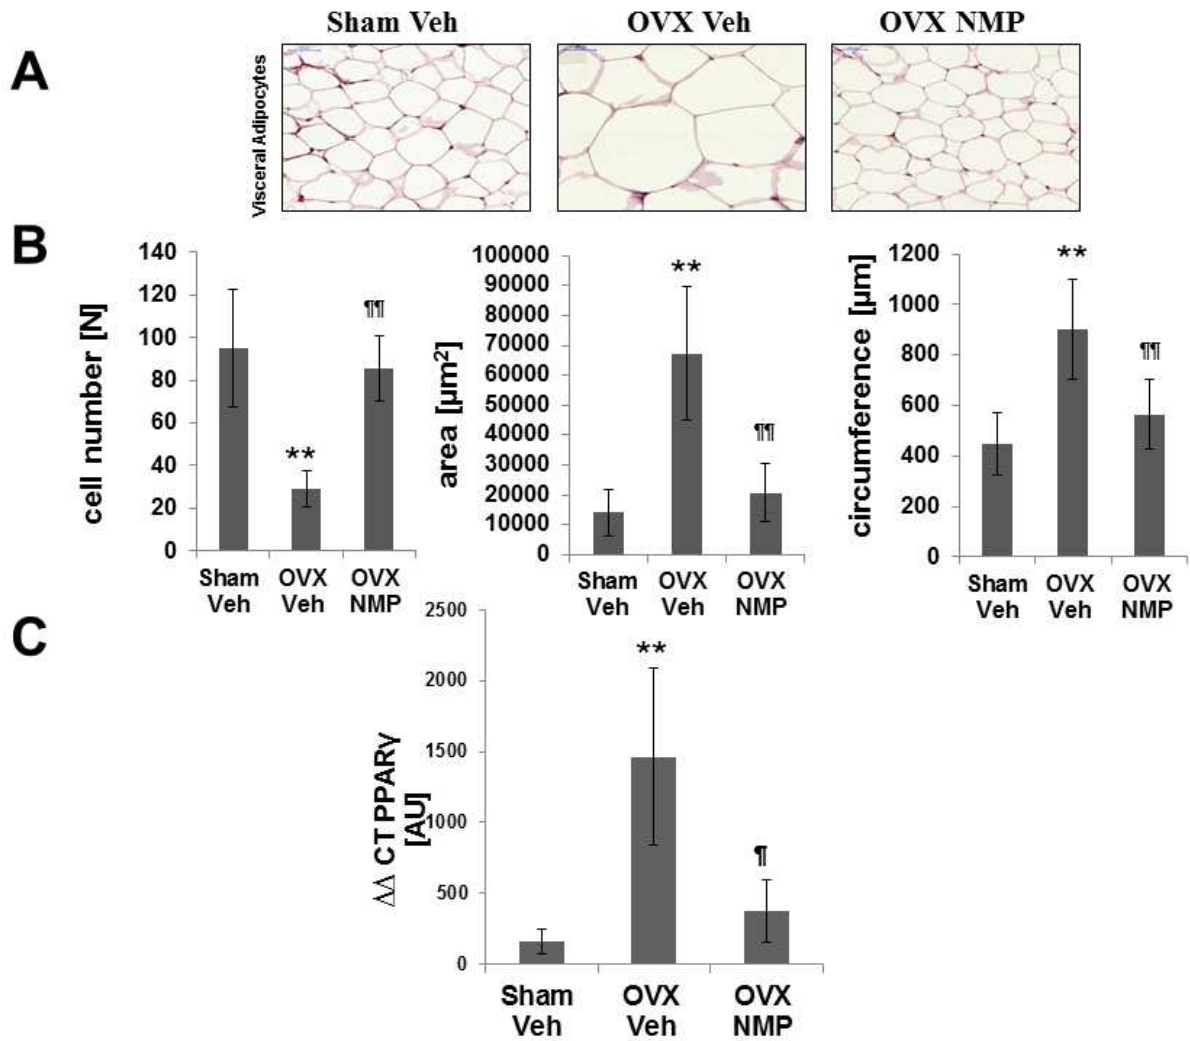 Sham Veh
OVX Veh
OVX NMP
A
Visceral Adipocytes
B
cell number [N]
140
120
100
80
60
40
20
0
**
¶¶
Sham
Veh
OVX
Veh
OVX
NMP
area [µm²]
100000
90000
80000
70000
60000
50000
40000
30000
20000
10000
0
**
¶¶
Sham
Veh
OVX
Veh
OVX
NMP
circumference [µm]
1200
1000
800
600
400
200
0
**
¶¶
Sham
Veh
OVX
Veh
OVX
NMP
C
ΔΔ CTPPARγ
[AU]
2500
2000
1500
1000
500
0
**
¶
Sham
Veh
OVX
Veh
OVX
NMP